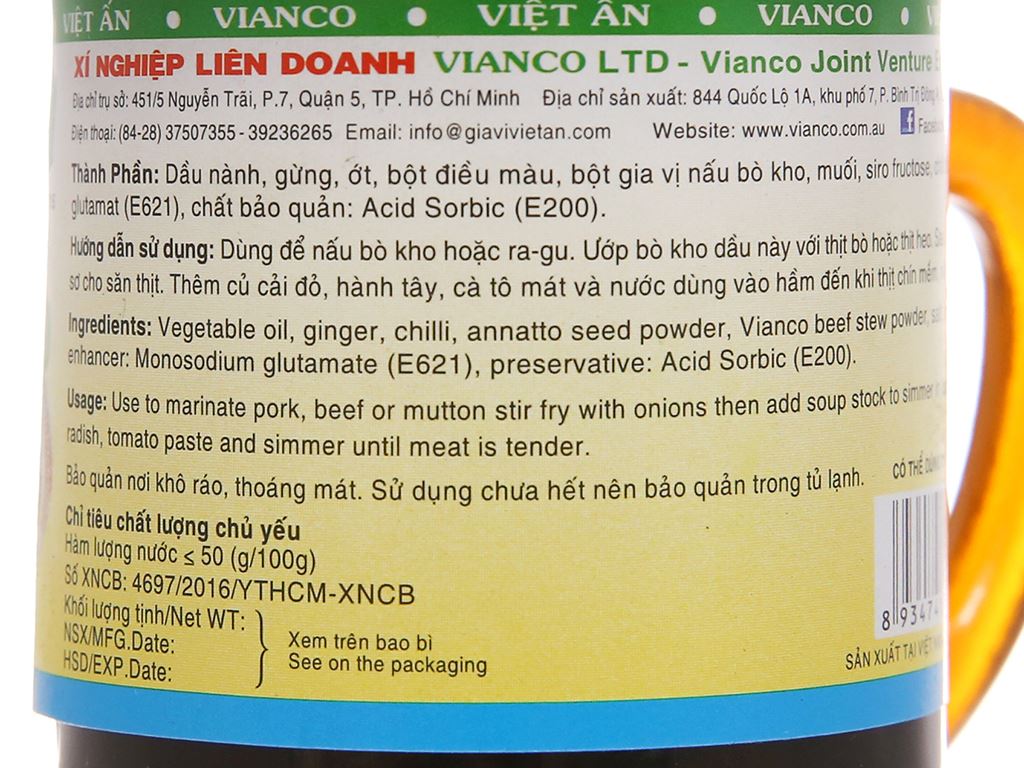 VIỆT ẤN • VIANCO • VIỆT ẤN • VIANCO •
XÍ NGHIỆP LIÊN DOANH VIANCO LTD - Vianco Joint Venture
Địa chỉ trụ sở: 451/5 Nguyễn Trãi, P.7, Quận 5, TP. Hồ Chí Minh Địa chỉ sản xuất: 844 Quốc Lộ 1A, khu phố 7, P. Bình Trị Đông
Điện thoại: (84-28) 37507355 - 39236265 Email: info@giavivietan.com Website: www.vianco.com.au
Thành Phần: Dầu nành, gừng, ớt, bột điều màu, bột gia vị nấu bò kho, muối, siro fructose,
glutamat (E621), chất bảo quản: Acid Sorbic (E200).
Hướng dẫn sử dụng: Dùng để nấu bò kho hoặc ra-gu. Ướp bò kho dầu này với thịt bò hoặc thịt heo.
sơ cho săn thịt. Thêm củ cải đỏ, hành tây, cà tô mát và nước dùng vào hầm đến khi thịt chín mềm,
Ingredients: Vegetable oil, ginger, chilli, annatto seed powder, Vianco beef stew powder,
enhancer: Monosodium glutamate (E621), preservative: Acid Sorbic (E200).
Usage: Use to marinate pork, beef or mutton stir fry with onions then add soup stock to simmer
radish, tomato paste and simmer until meat is tender.
Bảo quản nơi khô ráo, thoáng mát. Sử dụng chưa hết nên bảo quản trong tủ lạnh.
CÓ THỂ DÙNG
Chỉ tiêu chất lượng chủ yếu
Hàm lượng nước ≤ 50 (g/100g)
Số XNCB: 4697/2016/YTHCM-XNCB
Khối lượng tịnh/Net WT:
NSX/MFG.Date:
HSD/EXP.Date:
Xem trên bao bì
See on the packaging
8 9347
SẢN XUẤT TẠI VIỆT